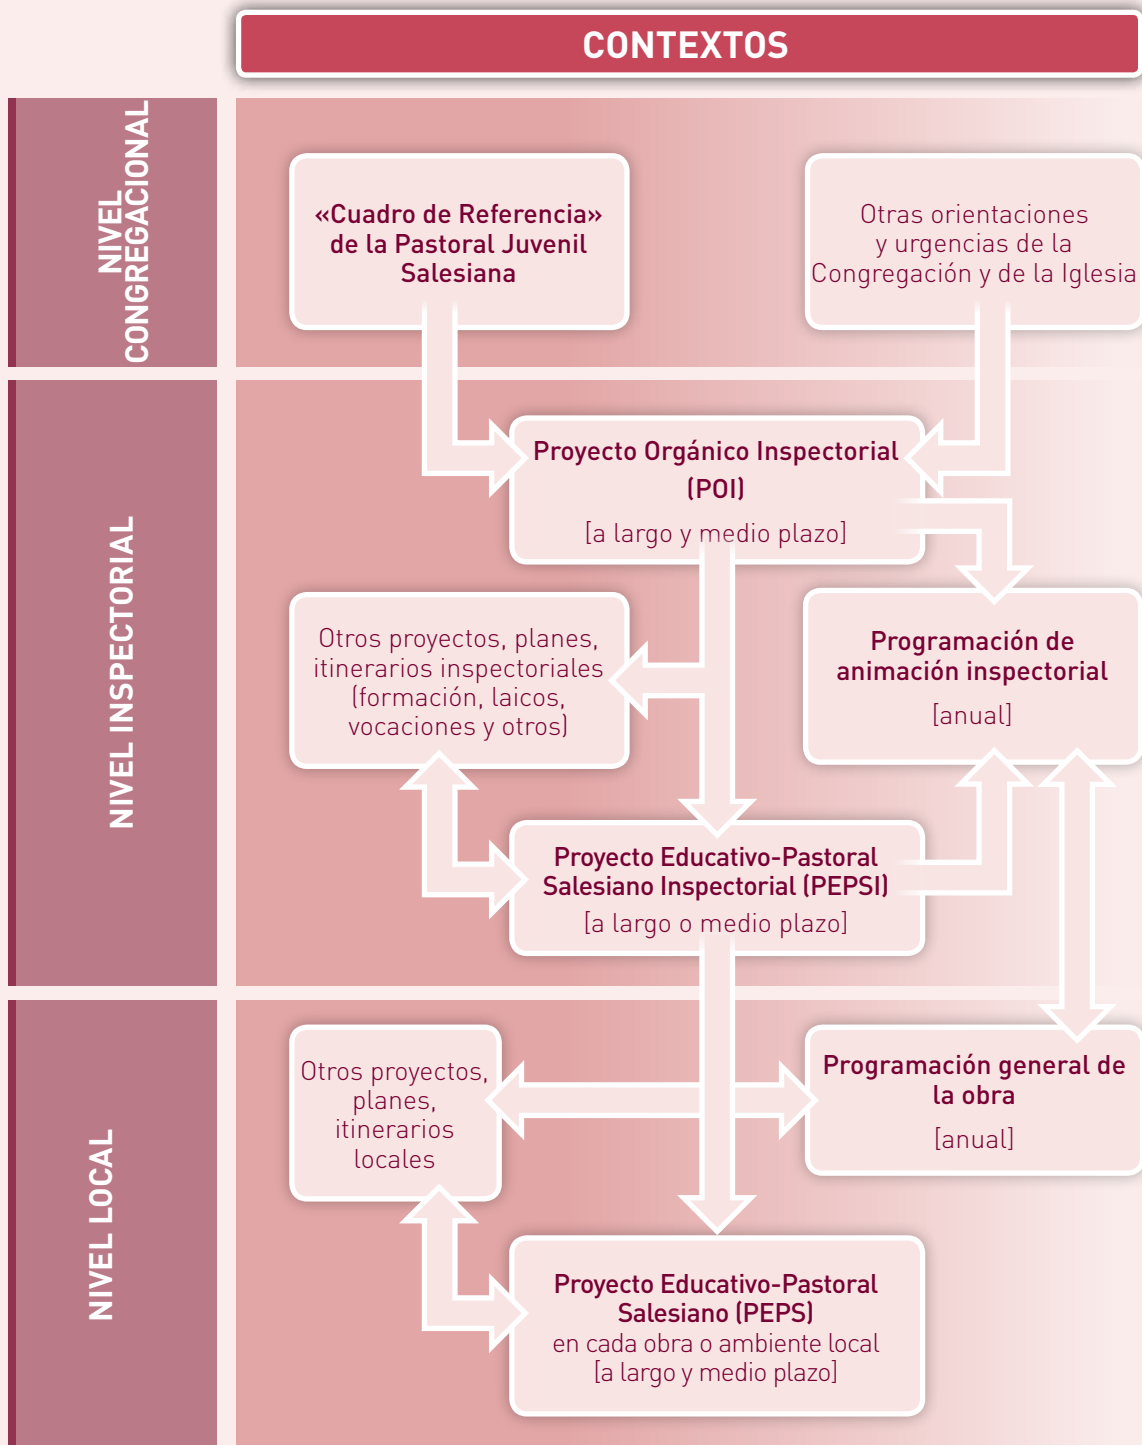 CONTEXTOS
NIVEL
CONGREGACIONAL
«Cuadro de Referencia»
de la Pastoral Juvenil
Salesiana
Otras orientaciones
y urgencias de la
Congregación y de la Iglesia
NIVEL INSPECTORIAL
Proyecto Orgánico Inspectorial
(POI)
[a largo y medio plazo]
Otros proyectos, planes,
itinerarios inspectoriales
(formación, laicos,
vocaciones y otros)
Programación de
animación inspectorial
[anual]
Proyecto Educativo-Pastoral
Salesiano Inspectorial (PEPSI)
[a largo o medio plazo]
NIVEL LOCAL
Otros proyectos,
planes,
itinerarios
locales
Programación general de
la obra
[anual]
Proyecto Educativo-Pastoral
Salesiano (PEPS)
en cada obra o ambiente local
[a largo y medio plazo]